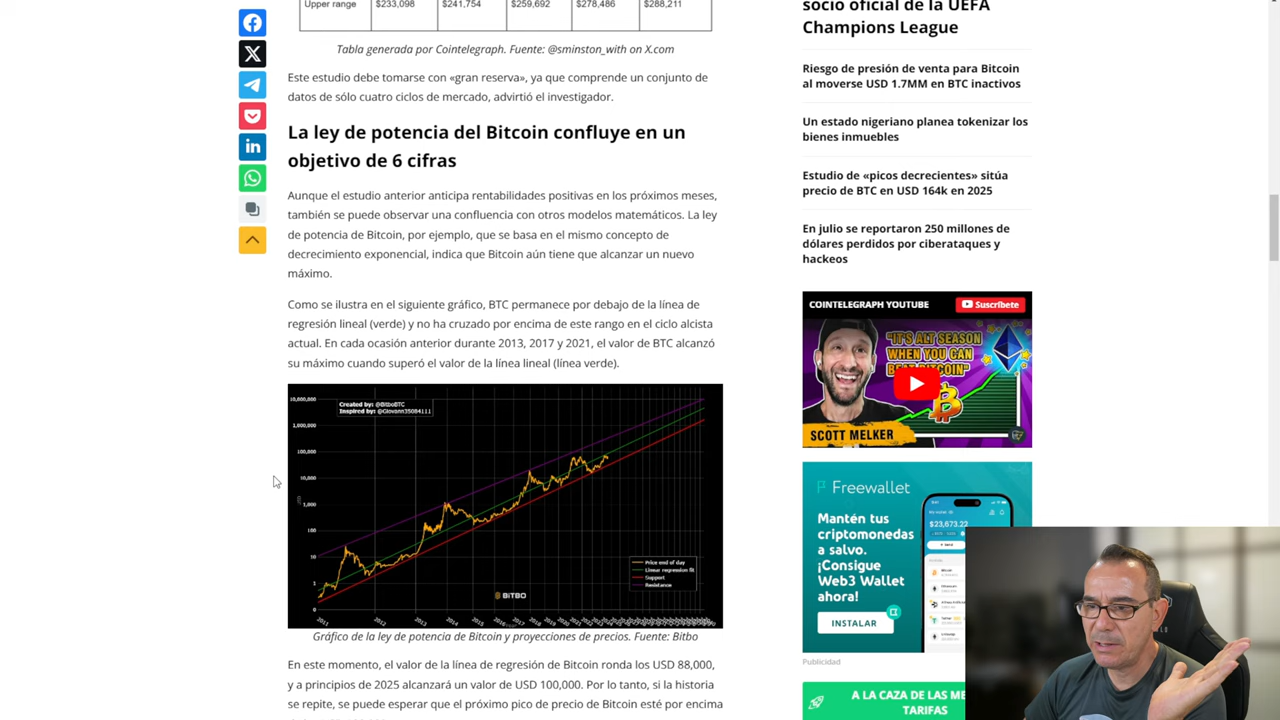 Upper range $233,098 $241,754 $259,692 $278,486 $288,211
Tabla generada por Cointelegraph. Fuente: @sminston_with on X.com
Este estudio debe tomarse con «gran reserva», ya que comprende un conjunto de
datos de sólo cuatro ciclos de mercado, advirtió el investigador.
La ley de potencia del Bitcoin confluye en un
objetivo de 6 cifras
Aunque el estudio anterior anticipa rentabilidades positivas en los próximos meses,
también se puede observar una confluencia con otros modelos matemáticos. La ley
de potencia de Bitcoin, por ejemplo, que se basa en el mismo concepto de
decrecimiento exponencial, indica que Bitcoin aún tiene que alcanzar un nuevo
máximo.
Como se ilustra en el siguiente gráfico, BTC permanece por debajo de la línea de
regresión lineal (verde) y no ha cruzado por encima de este rango en el ciclo alcista
actual. En cada ocasión anterior durante 2013, 2017 y 2021, el valor de BTC alcanzó
su máximo cuando superó el valor de la línea lineal (línea verde).
Created by: @BitboBTC
Inspired by: @Giovann35084111
10,000,000
1,000,000
100,000
10,000
1,000
100
10
1
0
2011 2012 2013 2014 2015 2016 2017
Price end of day
Linear regression fit
Support
Resistance
BITBO
Gráfico de la ley de potencia de Bitcoin y proyecciones de precios. Fuente: Bitbo
En este momento, el valor de la línea de regresión de Bitcoin ronda los USD 88,000,
y a principios de 2025 alcanzará un valor de USD 100,000. Por lo tanto, si la historia
se repite, se puede esperar que el próximo pico de precio de Bitcoin esté por encima
socio oficial de la UEFA
Champions League
Riesgo de presión de venta para Bitcoin
al moverse USD 1.7MM en BTC inactivos
Un estado nigeriano planea tokenizar los
bienes inmuebles
Estudio de «picos decrecientes» sitúa
precio de BTC en USD 164k en 2025
En julio se reportaron 250 millones de
dólares perdidos por ciberataques y
hackeos
COINTELEGRAPH YOUTUBE
Suscríbete
"IT'S ALT SEASON
WHEN YOU CAN
BEAT BITCOIN"
SCOTT MELKER
Freewallet
Mantén tus
criptomonedas
a salvo.
¡Consigue
Web3 Wallet
ahora!
INSTALAR
$23,673.22
Publicidad
A LA CAZA DE LAS ME
TARIFAS